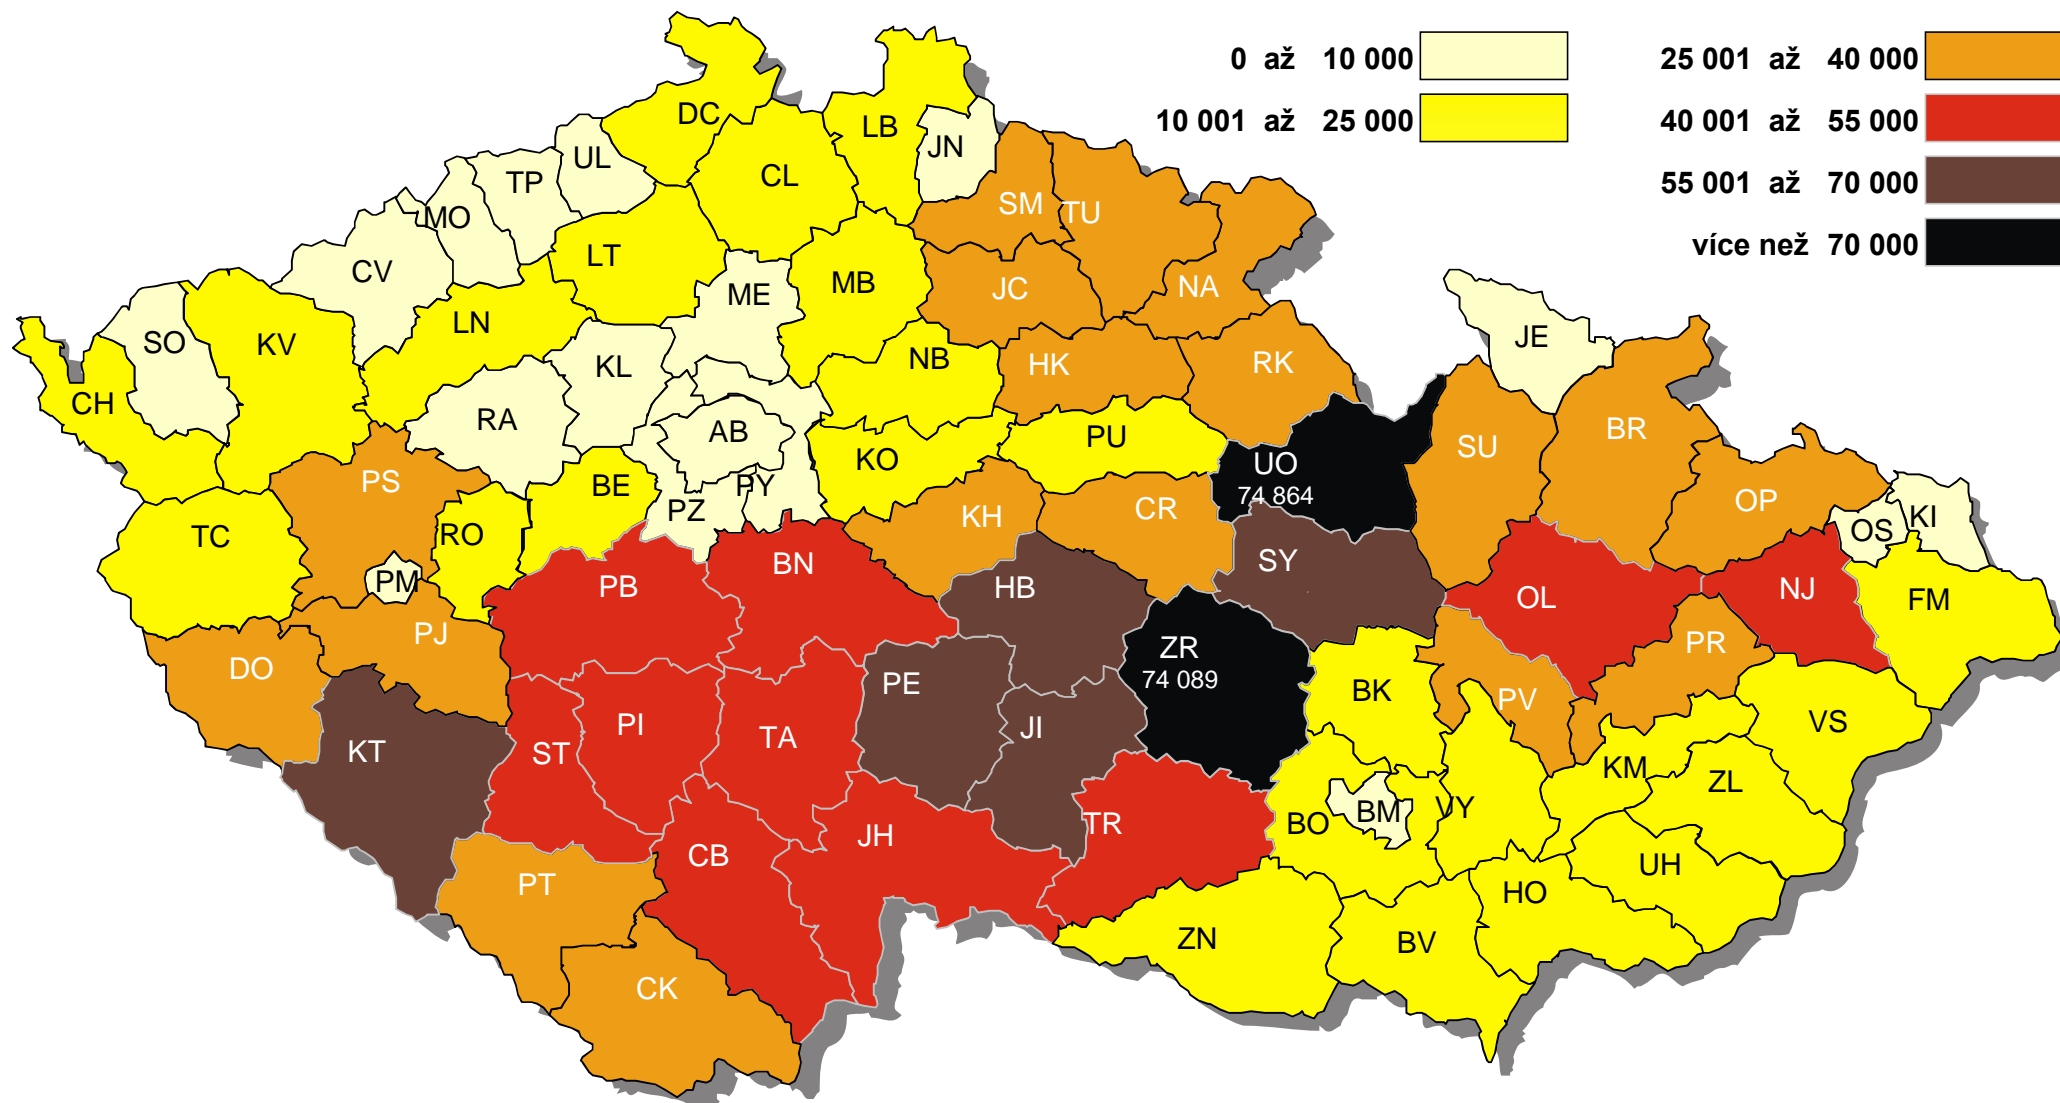 0 až 10 000
25 001 až 40 000
10 001 až 25 000
40 001 až 55 000
55 001 až 70 000
více než 70 000
DC
LB
JN
UL
TP
CL
MO
SM
TU
CV
LT
ME
MB
JC
NA
SO
KV
LN
KL
NB
HK
RK
JE
CH
RA
AB
KO
PU
UO
74 864
SU
BR
PS
BE
PZ
PY
KH
CR
OP
TC
RO
OS
KI
PM
PB
BN
HB
SY
OL
NJ
FM
DO
PJ
ZR
74 089
PR
PE
BK
PV
KT
ST
PI
TA
JI
VS
KM
ZL
CB
JH
TR
BO
BM
VY
PT
UH
HO
ZN
BV
CK